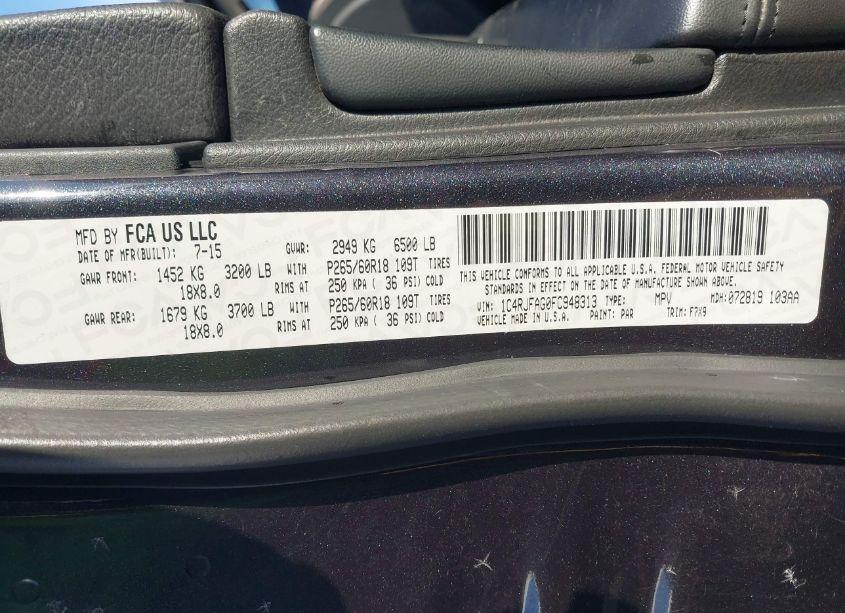 MFD BY FCA US LLC
DATE OF MFR(BUILT): 7-15 GVWR: 2949 KG 6500 LB
GAWR FRONT: 1452 KG 3200 LB WITH P265/60R18 109T TIRES
18X8.0 RIMS AT 250 KPA ( 36 PSI) COLD
GAWR REAR: 1679 KG 3700 LB WITH P265/60R18 109T TIRES
18X8.0 RIMS AT 250 KPA ( 36 PSI) COLD
THIS VEHICLE CONFORMS TO ALL APPLICABLE U.S.A. FEDERAL MOTOR VEHICLE SAFETY
STANDARDS IN EFFECT ON THE DATE OF MANUFACTURE SHOWN ABOVE.
VIN: 1C4RJFAG0FC948313 TYPE: MPV MDH: 072819 103AA
VEHICLE MADE IN U.S.A. PAINT: PAR TRIM: F7X9